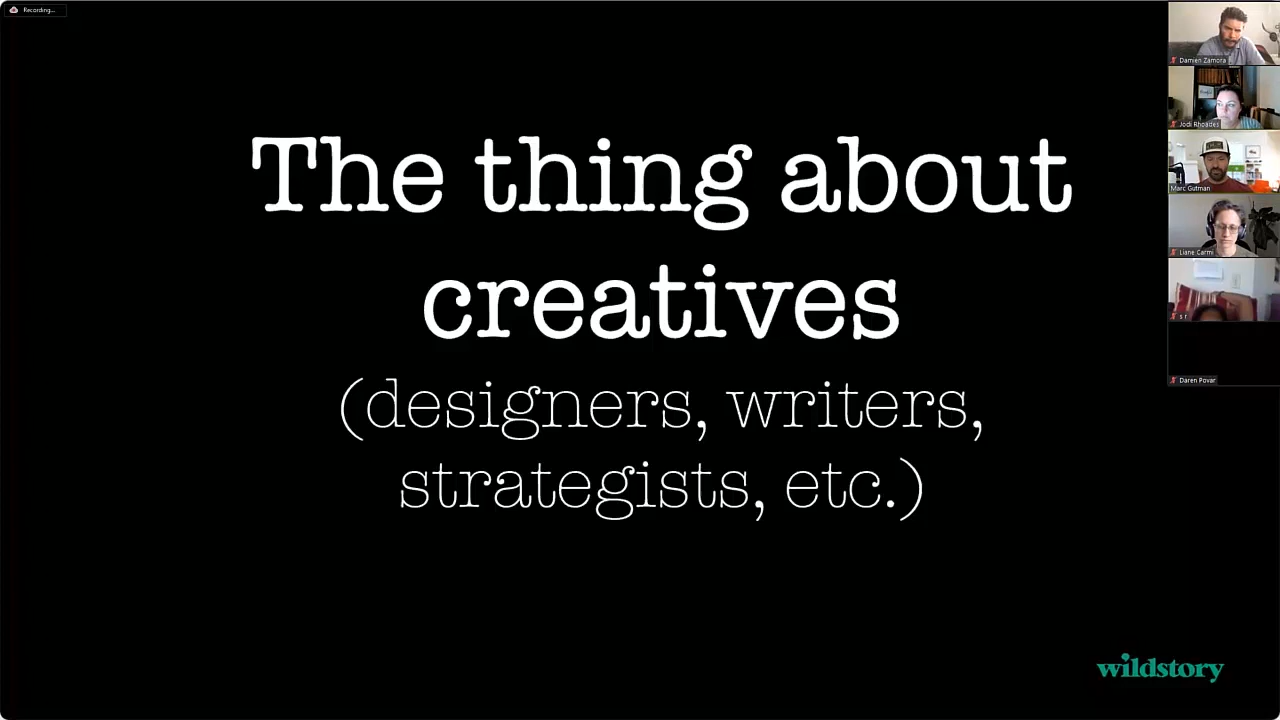 Recording...
The thing about
creatives
(designers, writers,
strategists, etc.)
wildstory
Damien Zamora
Jodi Rhoades
Marc Gutman
Liane Carmi
s r
Daren Povar